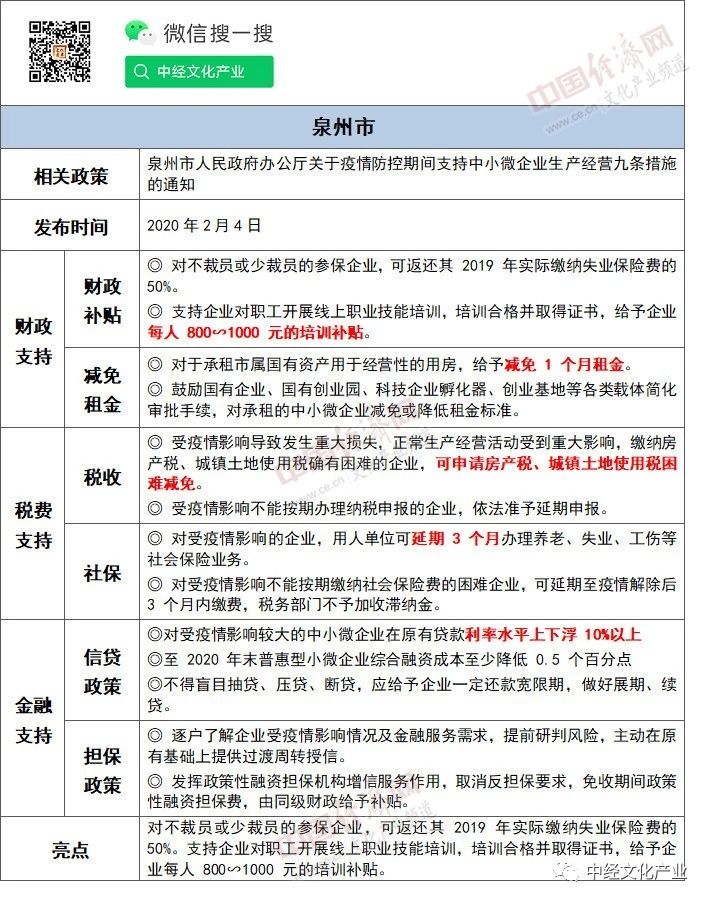 微信搜一搜
中经文化产业
中国经济网
www.ce.cn 文化产业频道
泉州市
相关政策
泉州市人民政府办公厅关于疫情防控期间支持中小微企业生产经营九条措施
的通知
发布时间
2020 年 2 月 4 日
财政
支持
财政
补贴
◎ 对不裁员或少裁员的参保企业,可返还其 2019 年实际缴纳失业保险费的
50%。
◎ 支持企业对职工开展线上职业技能培训，培训合格并取得证书，给予企业
每人 800∽1000 元的培训补贴。
减免
租金
◎ 对于承租市属国有资产用于经营性的用房，给予减免 1 个月租金。
◎ 鼓励国有企业、国有创业园、科技企业孵化器、创业基地等各类载体简化
审批手续，对承租的中小微企业减免或降低租金标准。
税费
支持
税收
◎ 受疫情影响导致发生重大损失，正常生产经营活动受到重大影响，缴纳房
产税、城镇土地使用税确有困难的企业，可申请房产税、城镇土地使用税困
难减免。
◎ 受疫情影响不能按期办理纳税申报的企业，依法准予延期申报。
社保
◎ 对受疫情影响的企业，用人单位可延期 3 个月办理养老、失业、工伤等
社会保险业务。
◎ 对受疫情影响不能按期缴纳社会保险费的困难企业，可延期至疫情解除后
3 个月内缴费，税务部门不予加收滞纳金。
金融
支持
信贷
政策
◎对受疫情影响较大的中小微企业在原有贷款利率水平上下浮 10%以上
◎至 2020 年末普惠型小微企业综合融资成本至少降低 0.5 个百分点
◎不得盲目抽贷、压贷、断贷，应给予企业一定还款宽限期，做好展期、续
贷。
担保
政策
◎ 逐户了解企业受疫情影响情况及金融服务需求，提前研判风险，主动在原
有基础上提供过渡周转授信。
◎ 发挥政策性融资担保机构增信服务作用，取消反担保要求，免收期间政策
性融资担保费，由同级财政给予补贴。
亮点
对不裁员或少裁员的参保企业，可返还其 2019 年实际缴纳失业保险费的
50%。支持企业对职工开展线上职业技能培训，培训合格并取得证书，给予企
业每人 800∽1000 元的培训补贴。
中经文化产业